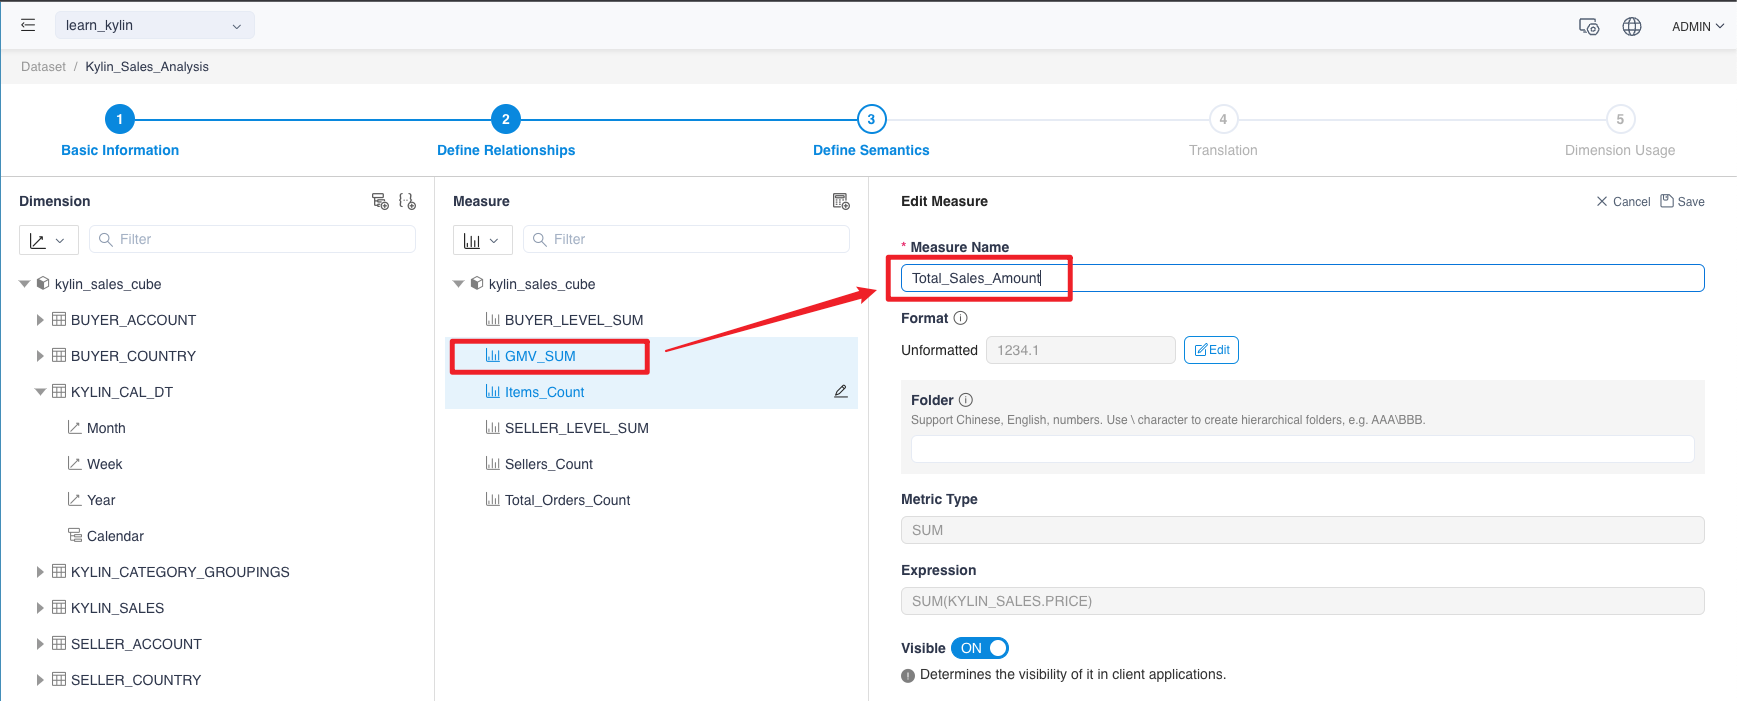 learn_kylin
ADMIN
Dataset / Kylin_Sales_Analysis
1 2 3 4 5
Basic Information Define Relationships Define Semantics Translation Dimension Usage
Dimension
Filter
kylin_sales_cube
BUYER_ACCOUNT
BUYER_COUNTRY
KYLIN_CAL_DT
Month
Week
Year
Calendar
KYLIN_CATEGORY_GROUPINGS
KYLIN_SALES
SELLER_ACCOUNT
SELLER_COUNTRY
Measure
Filter
kylin_sales_cube
BUYER_LEVEL_SUM
GMV_SUM
Items_Count
SELLER_LEVEL_SUM
Sellers_Count
Total_Orders_Count
Edit Measure
Cancel Save
* Measure Name
Total_Sales_Amount
Format
Unformatted 1234.1 Edit
Folder
Support Chinese, English, numbers. Use \ character to create hierarchical folders, e.g. AAA\BBB.
Metric Type
SUM
Expression
SUM(KYLIN_SALES.PRICE)
Visible ON
Determines the visibility of it in client applications.